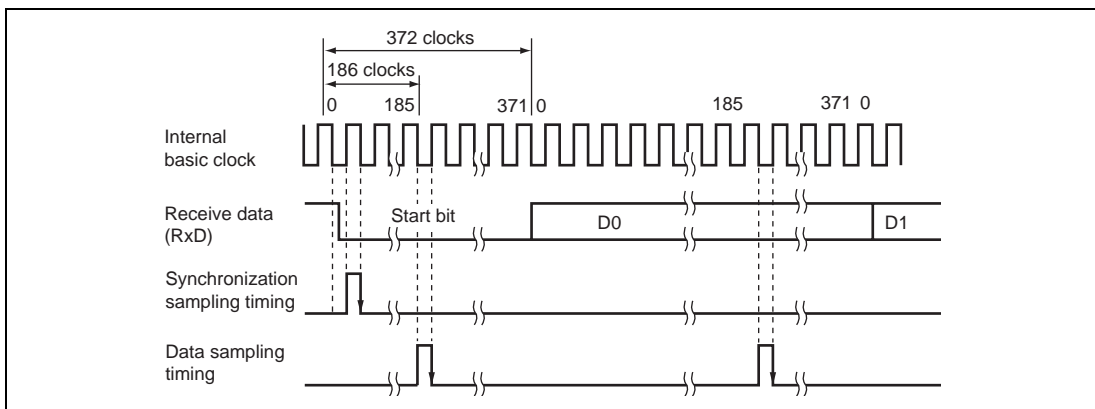 372 clocks
186 clocks
0 185 371 0 185 371 0
Internal
basic clock
Receive data
(RxD)
Start bit D0 D1
Synchronization
sampling timing
Data sampling
timing